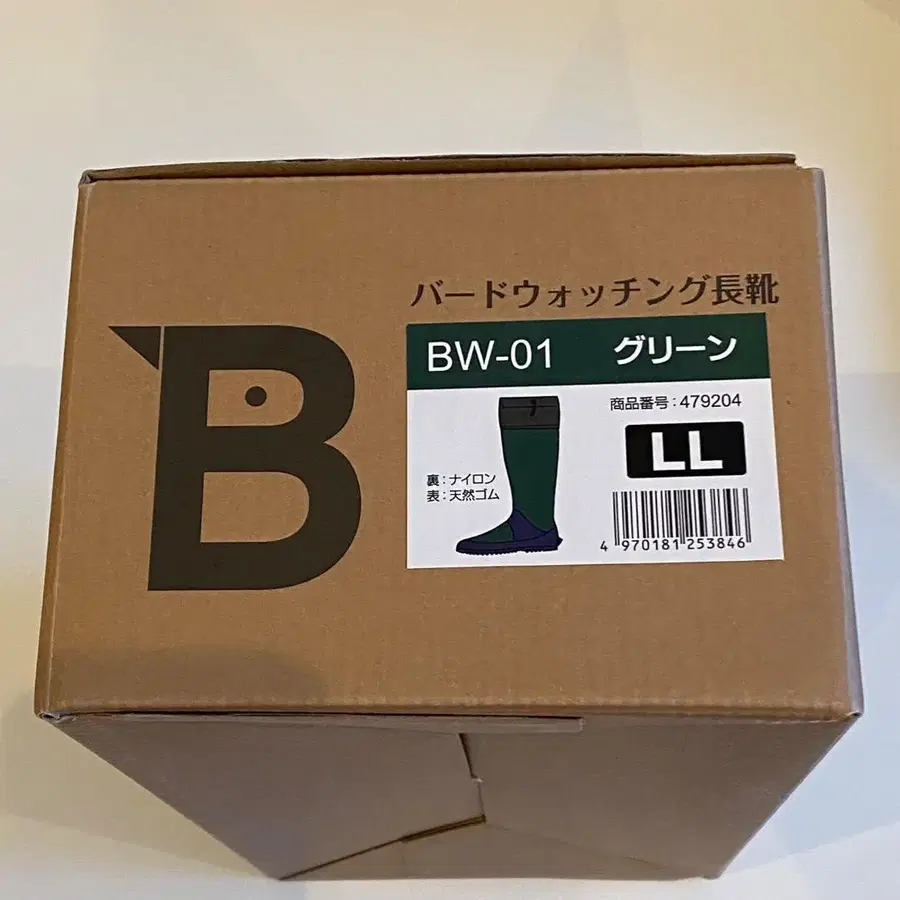 B
バードウォッチング長靴
BW-01 グリーン
商品番号:479204
LL
裏:ナイロン
表:天然ゴム
4 970181 253846